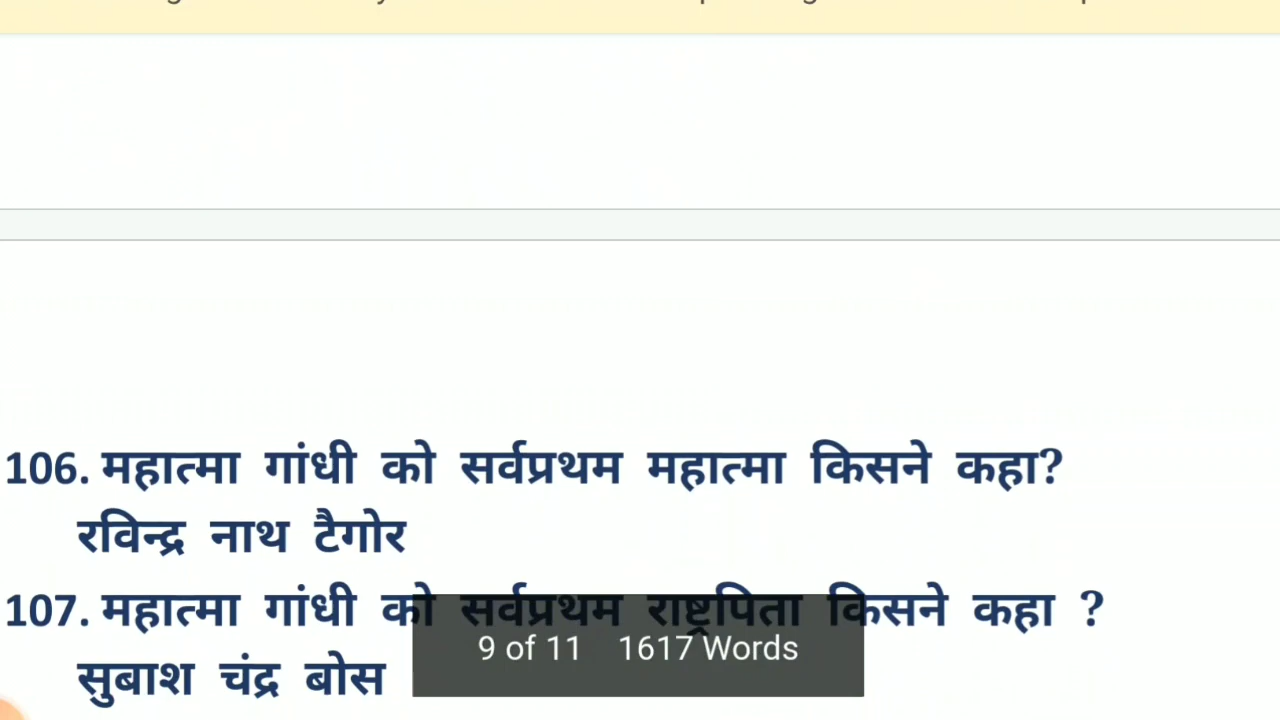 106. महात्मा गांधी को सर्वप्रथम महात्मा किसने कहा?
रविन्द्र नाथ टैगोर
107. महात्मा गांधी को सर्वप्रथम राष्ट्रपिता किसने कहा ?
9 of 11 1617 Words
सुबाश चंद्र बोस